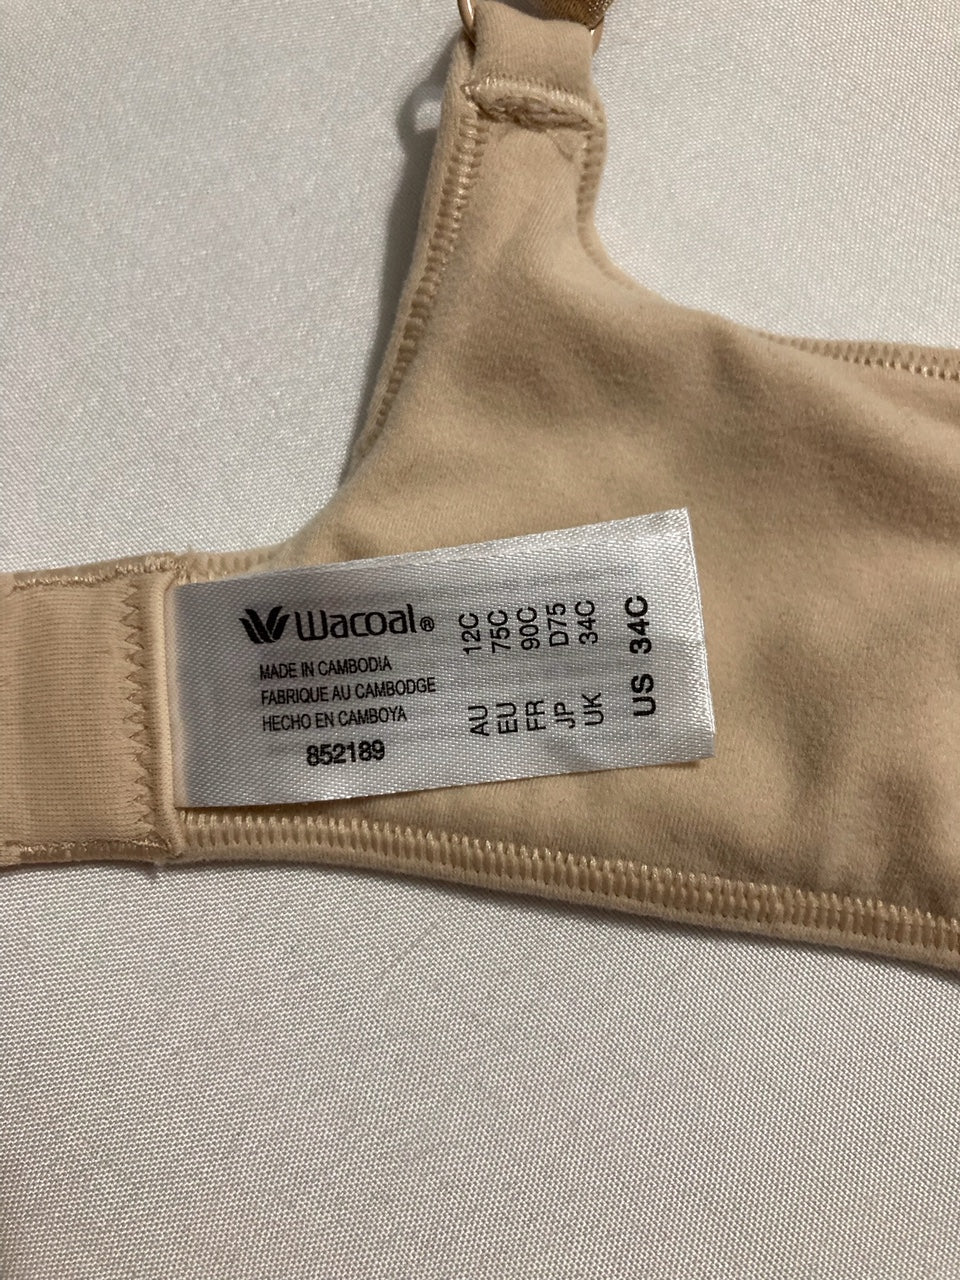 Wacoal®
MADE IN CAMBODIA
FABRIQUE AU CAMBODGE
HECHO EN CAMBOYA
852189
AU 12C
EU 75C
FR 90C
JP D75
UK 34C
US 34C